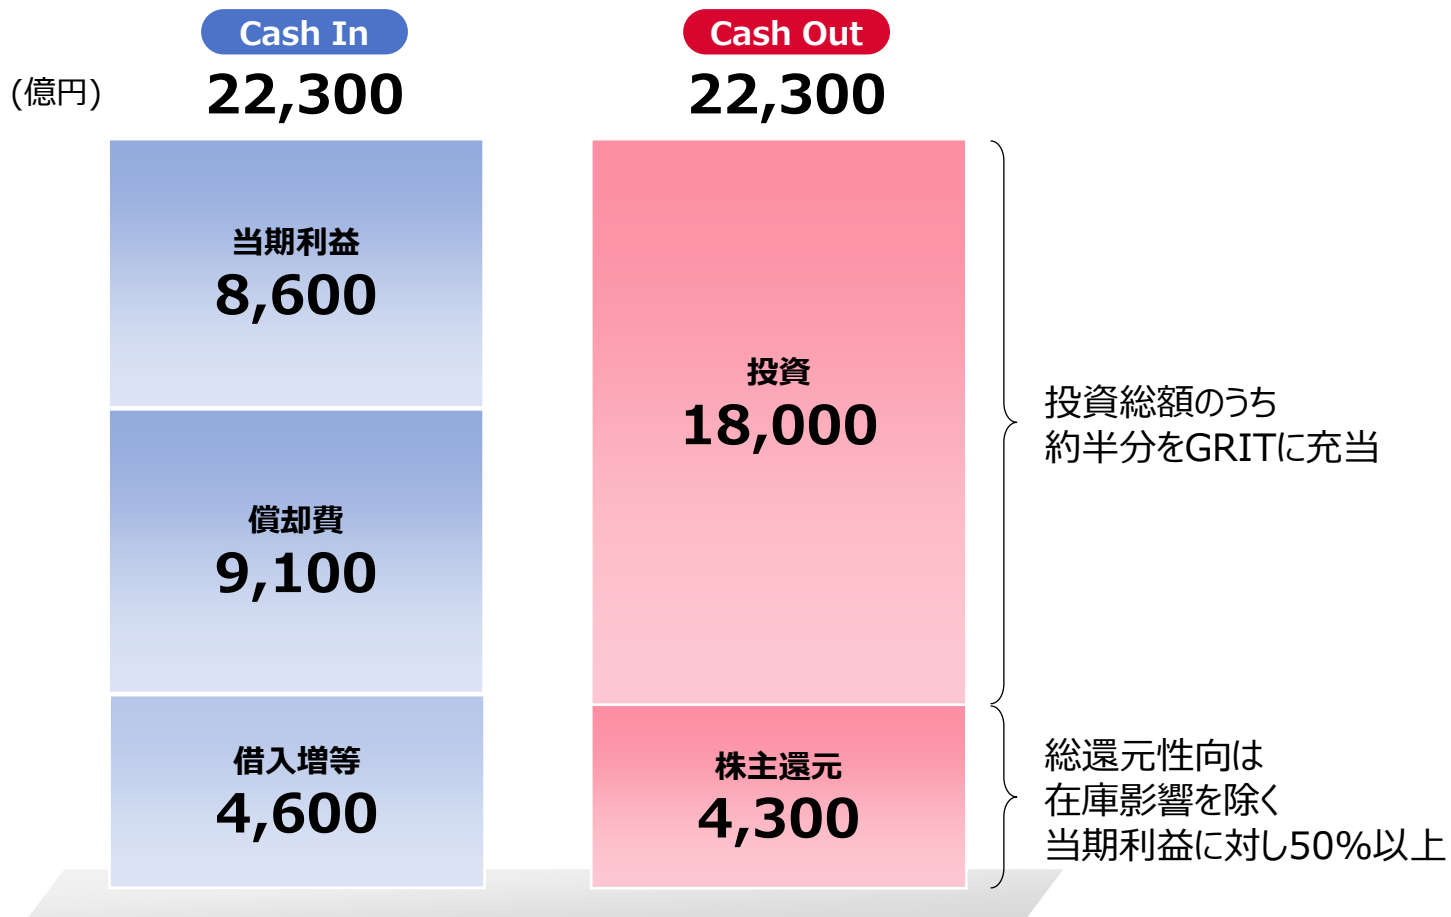 Cash In
Cash Out
(億円)
22,300
22,300
当期利益
8,600
償却費
9,100
借入増等
4,600
投資
18,000
株主還元
4,300
投資総額のうち
約半分をGRITに充当
総還元性向は
在庫影響を除く
当期利益に対し50%以上